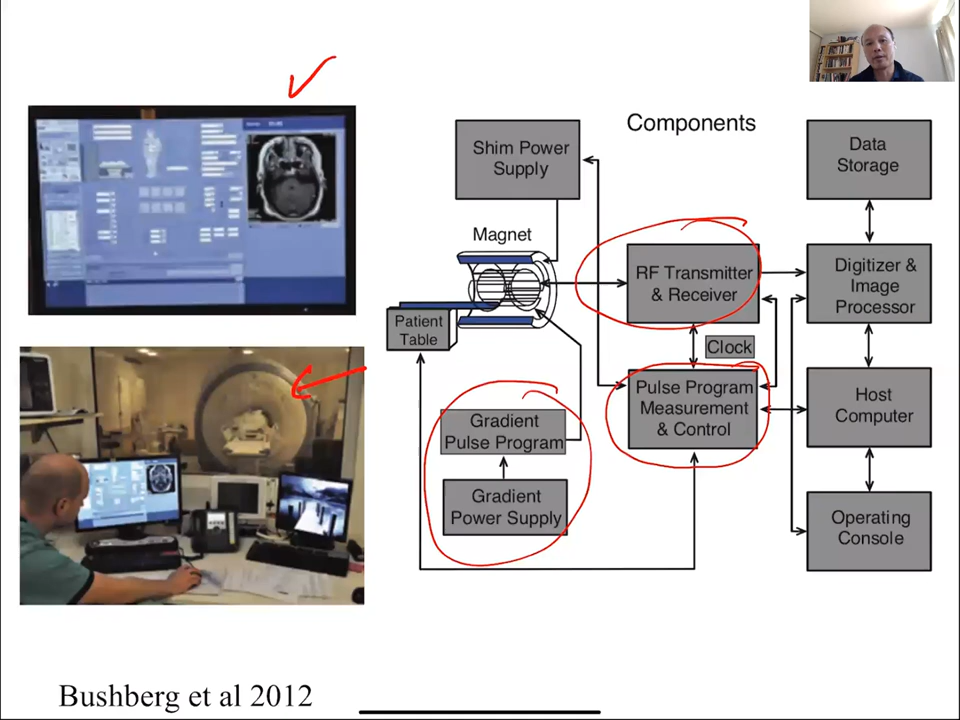 Components
Shim Power
Supply
Data
Storage
Magnet
RF Transmitter
& Receiver
Digitizer &
Image
Processor
Patient
Table
Clock
Pulse Program
Measurement
& Control
Host
Computer
Gradient
Pulse Program
Gradient
Power Supply
Operating
Console
Bushberg et al 2012